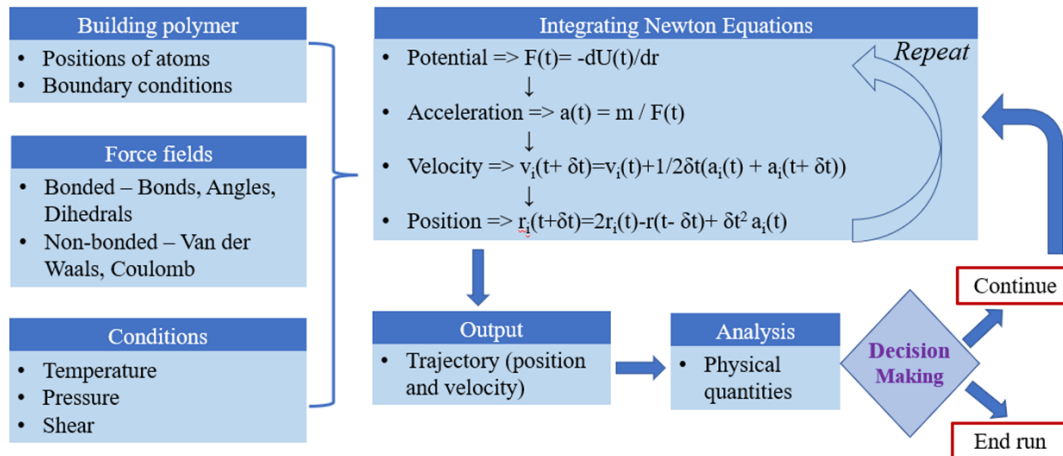 Building polymer
• Positions of atoms
• Boundary conditions
Force fields
• Bonded – Bonds, Angles,
Dihedrals
• Non-bonded – Van der
Waals, Coulomb
Conditions
• Temperature
• Pressure
• Shear
Integrating Newton Equations
• Potential => F(t)= -dU(t)/dr
↓
• Acceleration => a(t) = m / F(t)
↓
• Velocity => vᵢ(t+ δt)=vᵢ(t)+1/2δt(aᵢ(t) + aᵢ(t+ δt))
↓
• Position => rᵢ(t+δt)=2rᵢ(t)-r(t- δt)+ δt² aᵢ(t)
Repeat
Output
• Trajectory (position
and velocity)
Analysis
• Physical
quantities
Decision
Making
Continue
End run